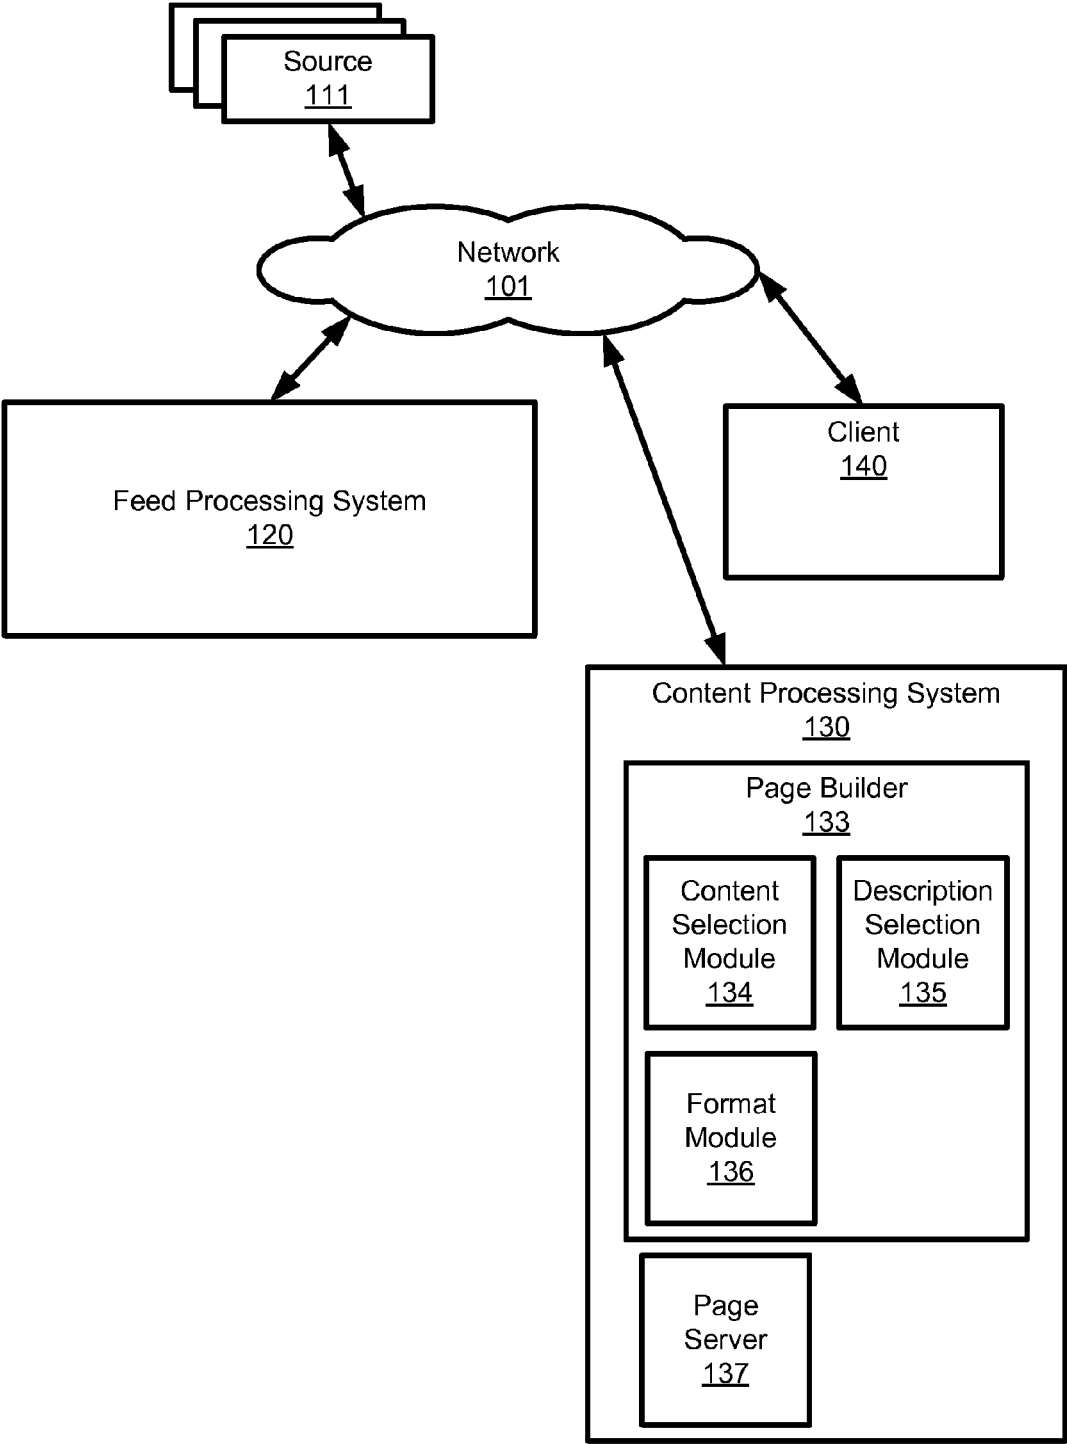 Source
111
Network
101
Feed Processing System
120
Client
140
Content Processing System
130
Page Builder
133
Content
Selection
Module
134
Description
Selection
Module
135
Format
Module
136
Page
Server
137